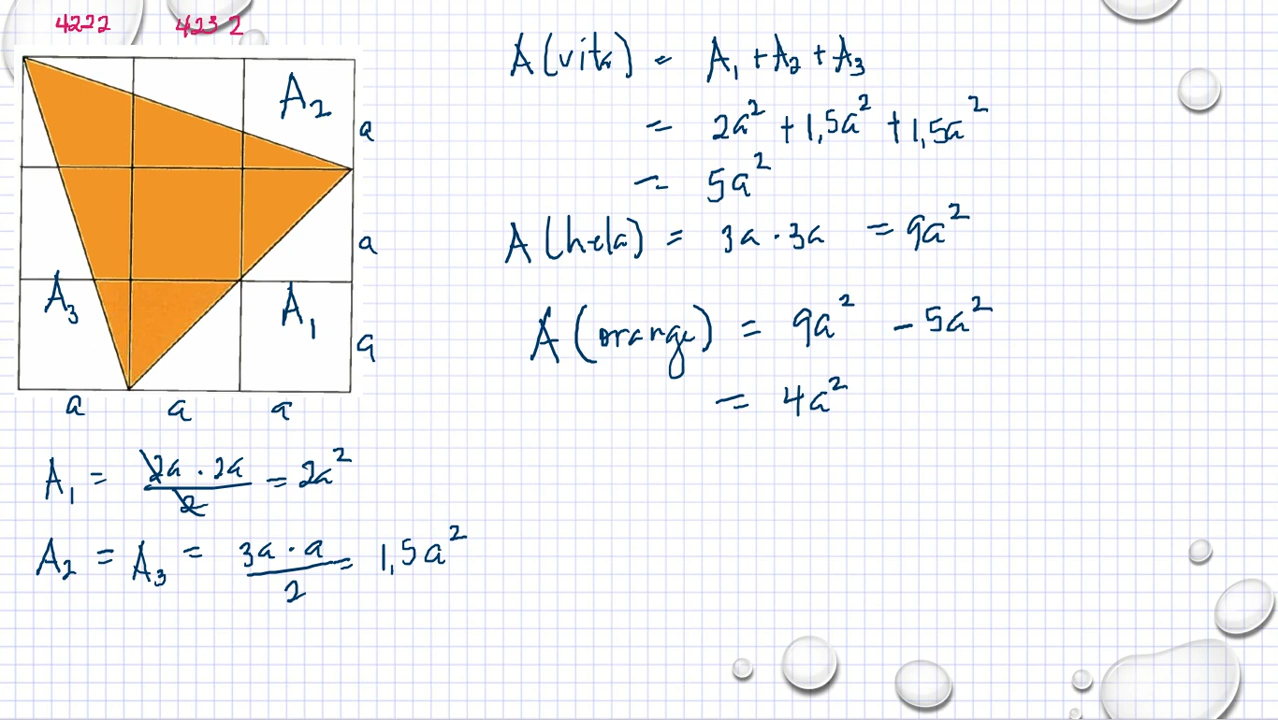 4222 4232
A₂
a
a
A₃
A₁
a
a a a
A₁ = 2a · 2a / 2 = 2a²
A₂ = A₃ = 3a · a / 2 = 1,5a²
A(vita) = A₁ + A₂ + A₃
= 2a² + 1,5a² + 1,5a²
= 5a²
A(hela) = 3a · 3a = 9a²
A(orange) = 9a² - 5a²
= 4a²